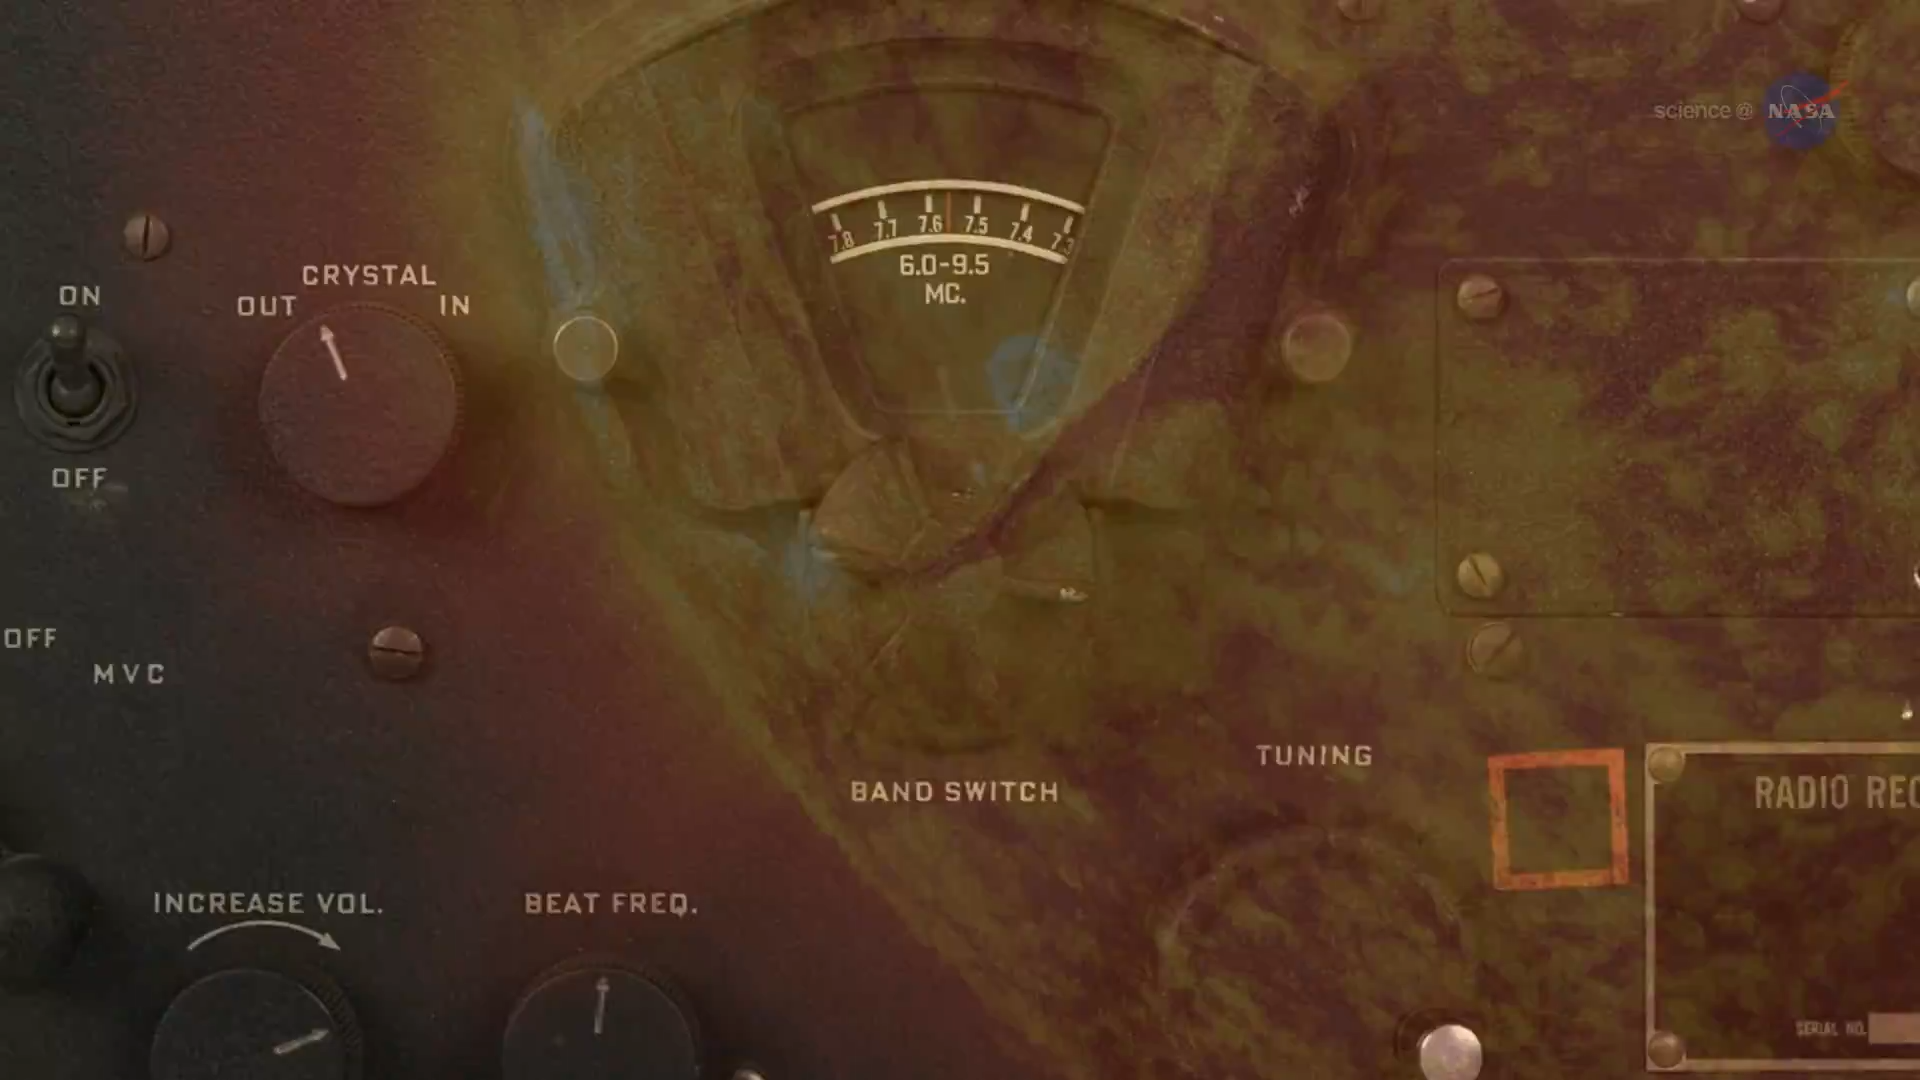 science @ NASA
7.8 7.7 7.6 7.5 7.4 7.3
6.0-9.5
MC.
ON
CRYSTAL
OUT IN
OFF
OFF
MVC
TUNING
BAND SWITCH
RADIO REC
INCREASE VOL.
BEAT FREQ.
SERIAL NO.